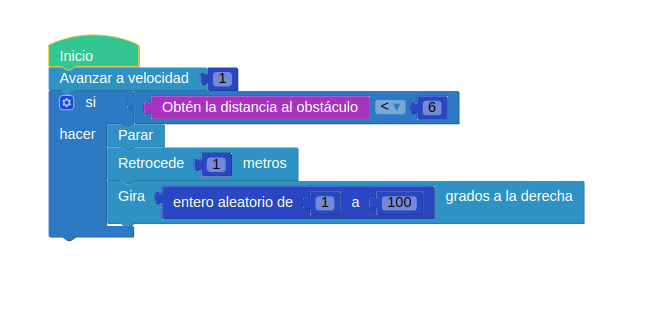 Inicio
Avanzar a velocidad 1
si Obtén la distancia al obstáculo < ▾ 6
hacer Parar
Retrocede 1 metros
Gira entero aleatorio de 1 a 100 grados a la derecha